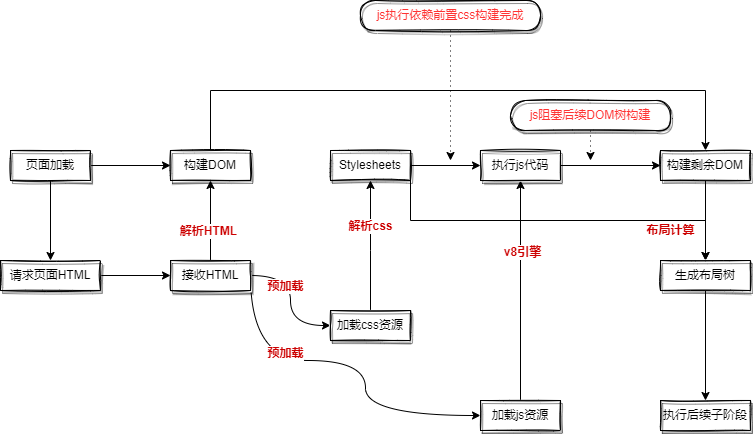 js执行依赖前置css构建完成
js阻塞后续DOM树构建
页面加载
构建DOM
Stylesheets
执行js代码
构建剩余DOM
解析HTML
解析css
布局计算
v8引擎
请求页面HTML
接收HTML
生成布局树
预加载
加载css资源
预加载
加载js资源
执行后续子阶段